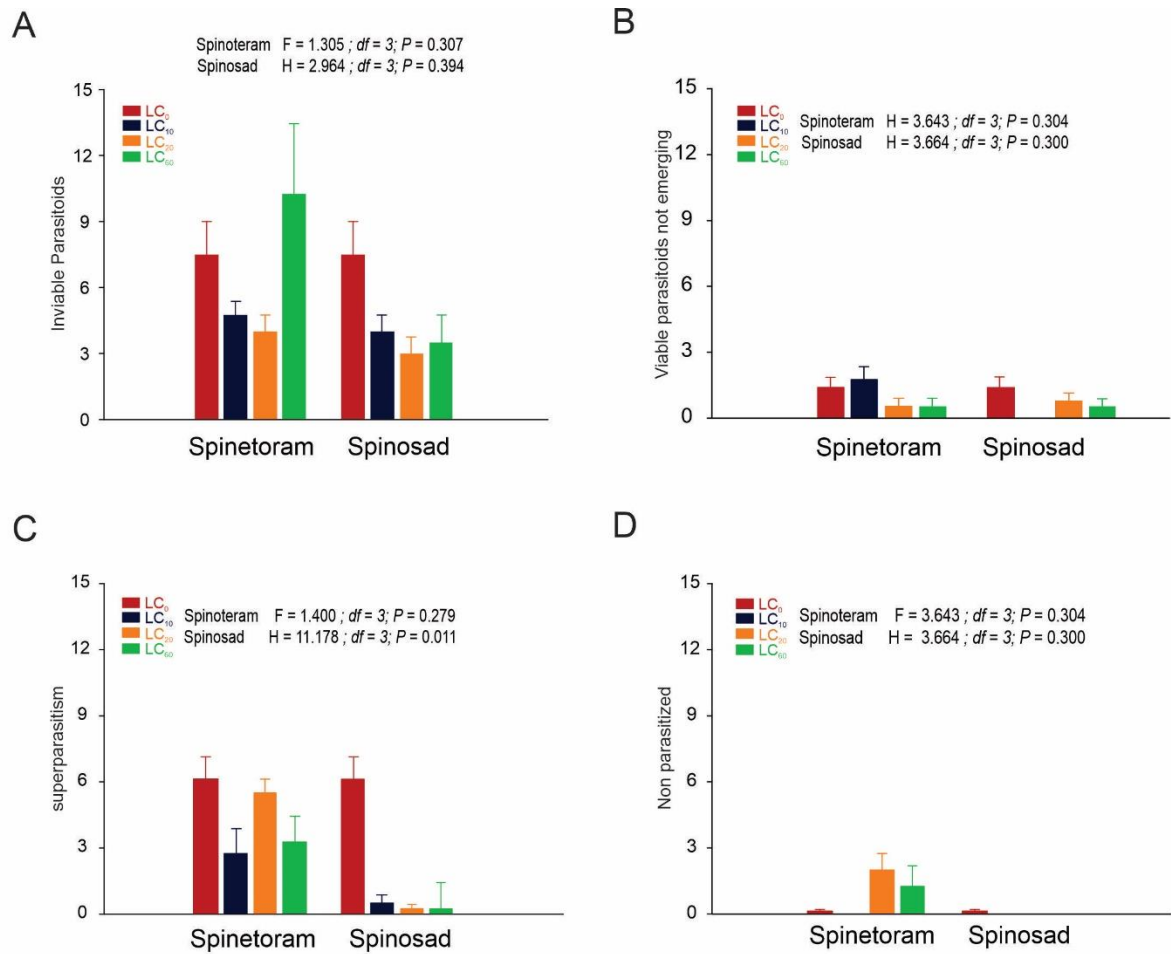 A
Spinoteram F = 1.305 ; df = 3; P = 0.307
Spinosad H = 2.964 ; df = 3; P = 0.394
15
12
9
6
3
0
Inviable Parasitoids
LC0
LC10
LC20
LC60
Spinetoram Spinosad
B
15
12
9
6
3
0
Viable parasitoids not emerging
LC0
LC10
LC20
LC60
Spinoteram H = 3.643 ; df = 3; P = 0.304
Spinosad H = 3.664 ; df = 3; P = 0.300
Spinetoram Spinosad
C
15
12
9
6
3
0
superparasitism
LC0
LC10
LC20
LC60
Spinoteram F = 1.400 ; df = 3; P = 0.279
Spinosad H = 11.178 ; df = 3; P = 0.011
Spinetoram Spinosad
D
15
12
9
6
3
0
Non parasitized
LC0
LC10
LC20
LC60
Spinoteram F = 3.643 ; df = 3; P = 0.304
Spinosad H = 3.664 ; df = 3; P = 0.300
Spinetoram Spinosad